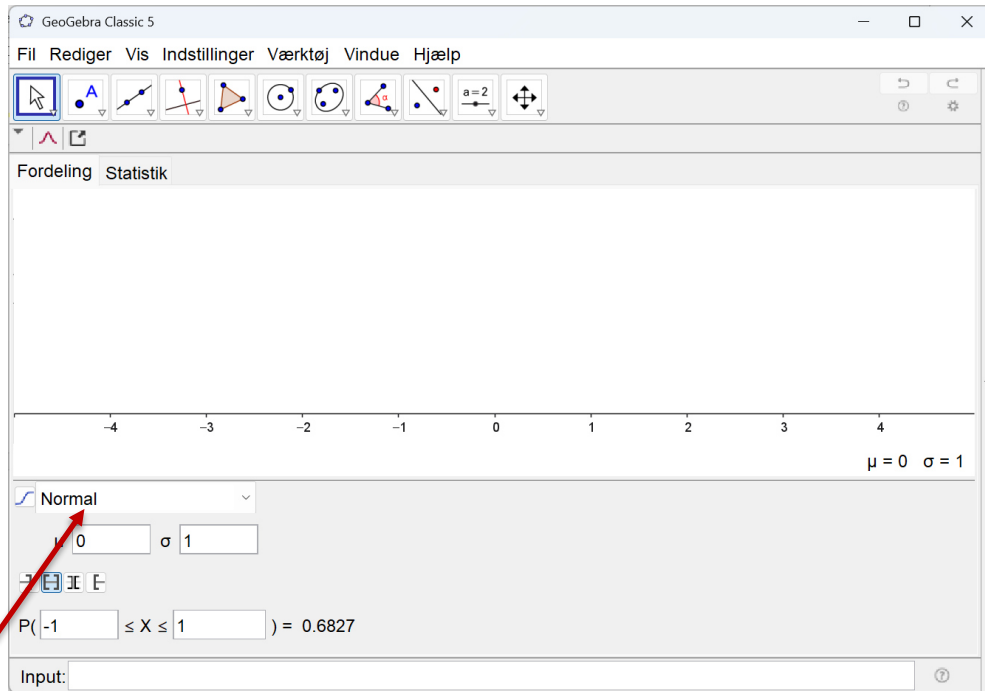 GeoGebra Classic 5
Fil Rediger Vis Indstillinger Værktøj Vindue Hjælp
A
α
a = 2
Fordeling Statistik
−4 −3 −2 −1 0 1 2 3 4
μ = 0 σ = 1
Normal
μ 0 σ 1
P( -1 ≤ X ≤ 1 ) = 0.6827
Input: